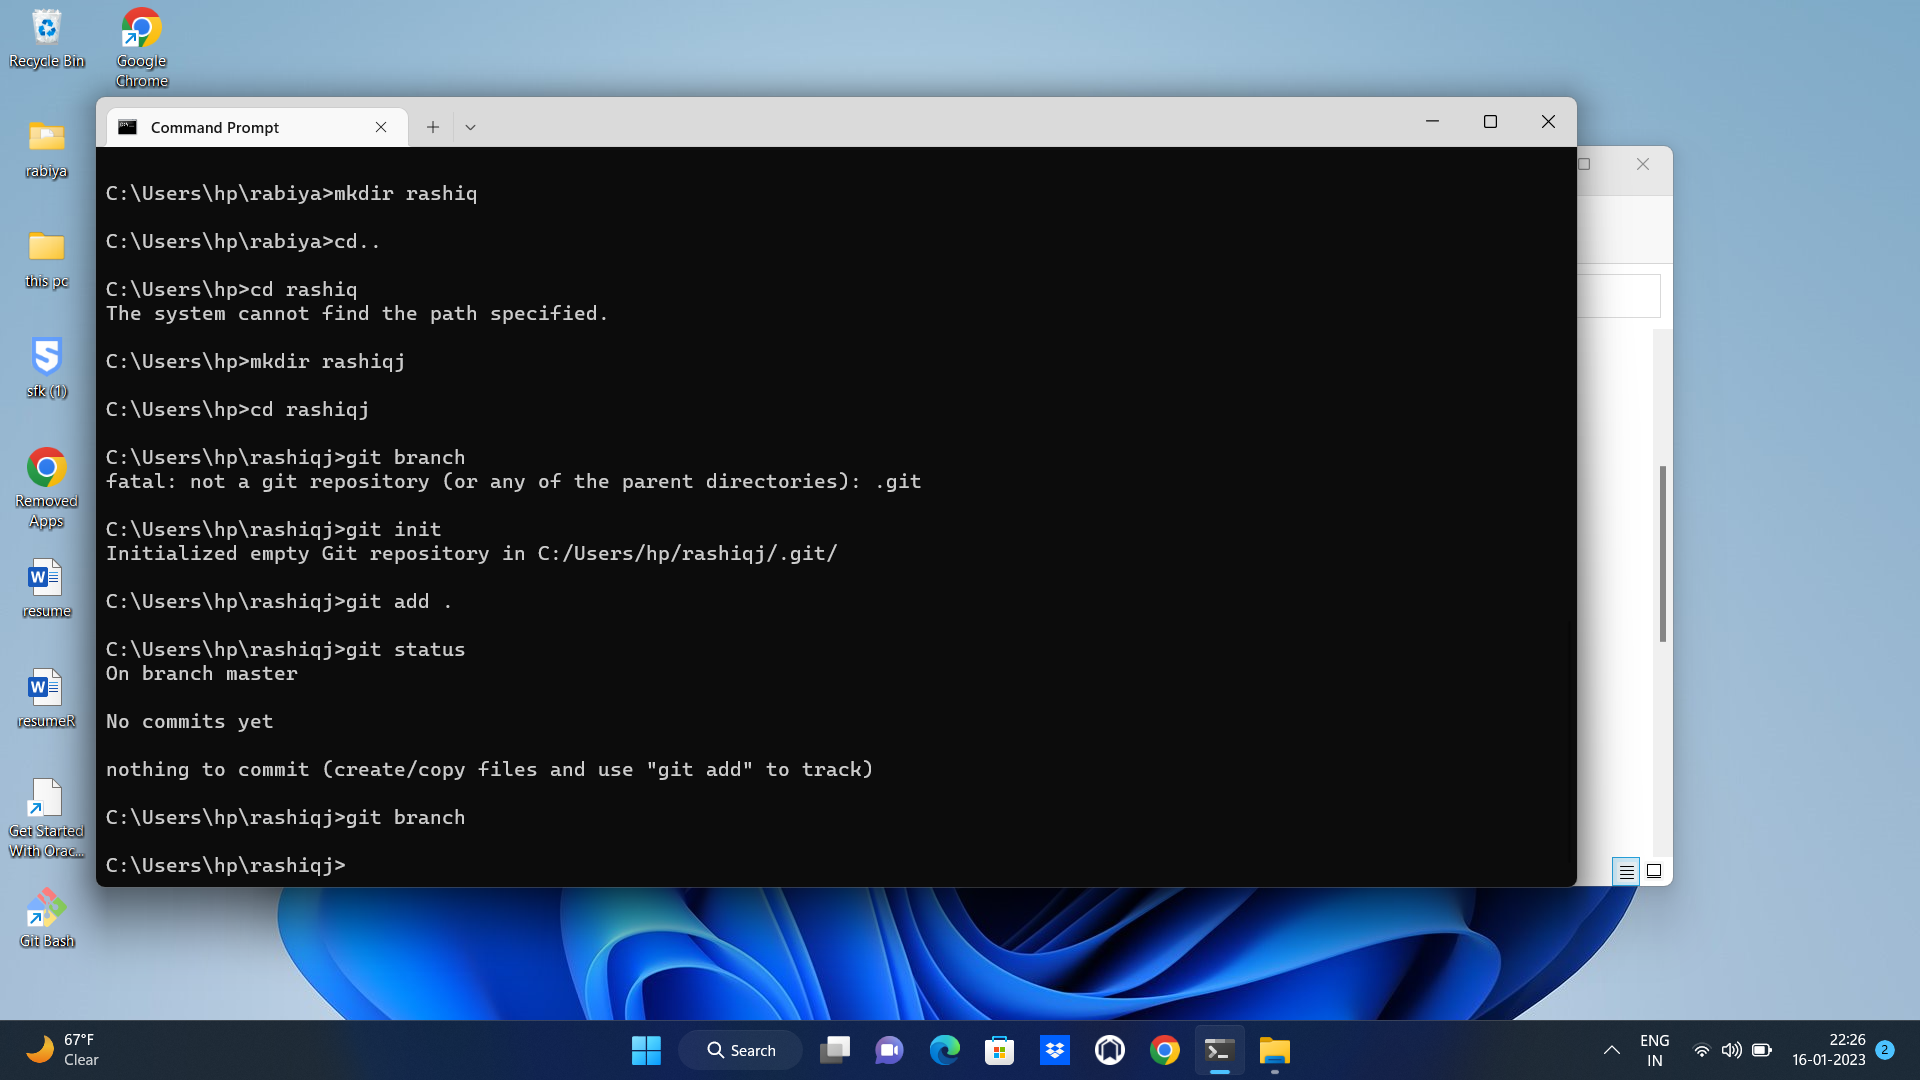 Recycle Bin
Google
Chrome
rabiya
this pc
sfk (1)
Removed
Apps
resume
resumeR
Get Started
With Orac...
Git Bash
Command Prompt
C:\Users\hp\rabiya>mkdir rashiq
C:\Users\hp\rabiya>cd..
C:\Users\hp>cd rashiq
The system cannot find the path specified.
C:\Users\hp>mkdir rashiqj
C:\Users\hp>cd rashiqj
C:\Users\hp\rashiqj>git branch
fatal: not a git repository (or any of the parent directories): .git
C:\Users\hp\rashiqj>git init
Initialized empty Git repository in C:/Users/hp/rashiqj/.git/
C:\Users\hp\rashiqj>git add .
C:\Users\hp\rashiqj>git status
On branch master
No commits yet
nothing to commit (create/copy files and use "git add" to track)
C:\Users\hp\rashiqj>git branch
C:\Users\hp\rashiqj>
67°F
Clear
Search
ENG
IN
22:26
16-01-2023
2